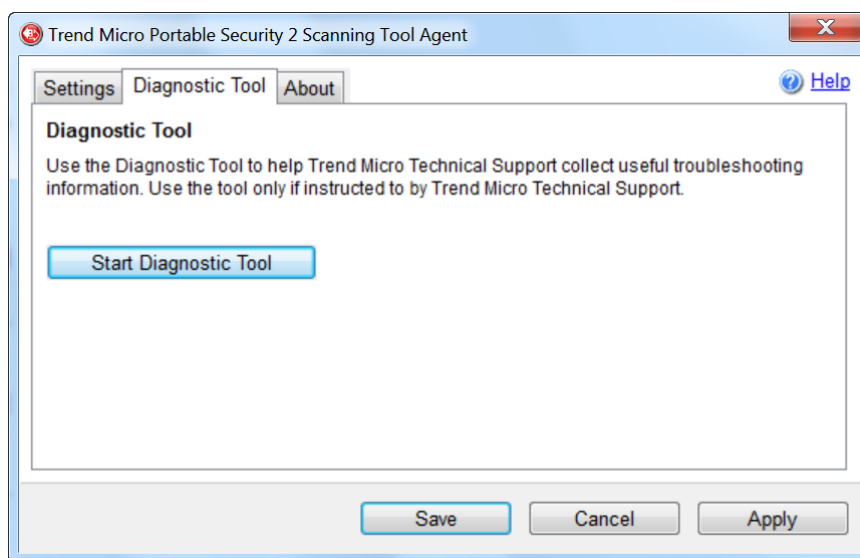 Trend Micro Portable Security 2 Scanning Tool Agent
Settings
Diagnostic Tool
About
Help
Diagnostic Tool
Use the Diagnostic Tool to help Trend Micro Technical Support collect useful troubleshooting
information. Use the tool only if instructed to by Trend Micro Technical Support.
Start Diagnostic Tool
Save
Cancel
Apply